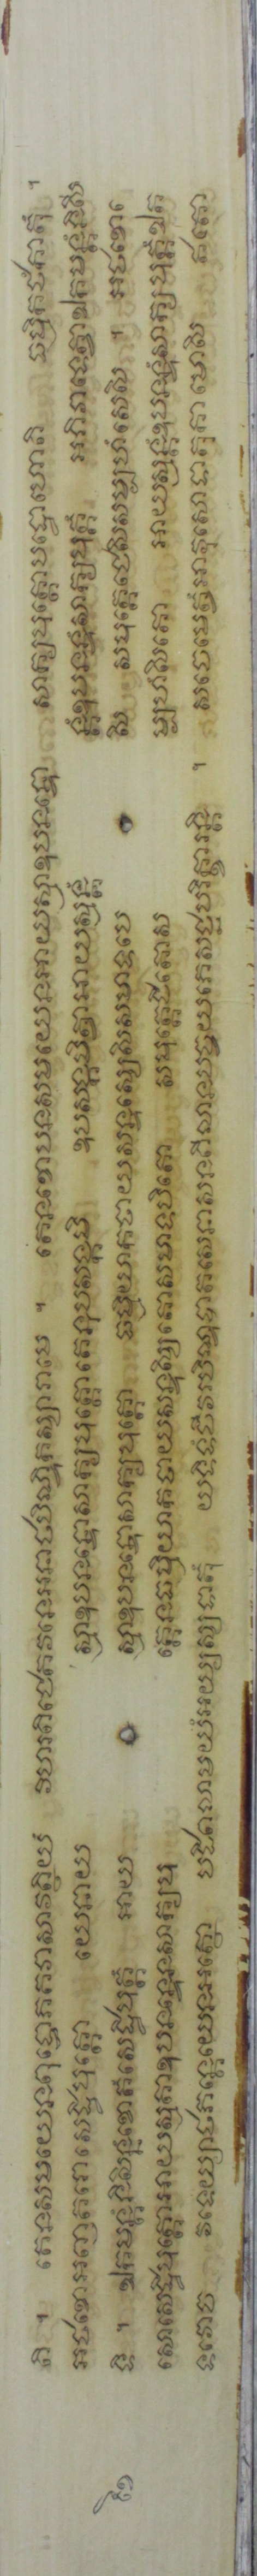 តិ ។ តេនសមយេនពុទ្ធោភគវាសាវត្ថិយំ វិហរតិជេតវនេអនាថបិណ្ឌិកស្សារាមេ ។ តេនខោបនសមយេនអាយស្មាឧបនន្ទោ សាក្យបុត្តោបដ្ឋោហោតិ ធម្មិកថំកាតុំ ។
អថខោអញ្ញតរោសេដ្ឋិបុត្តោ យេនាយ ស្មាឧបនន្ទោសាក្យបុត្តោតេនុបសង្កមិ ឧបសង្កមិត្វាអាយស្មន្តំ ន្តំឧបនន្ទំសាក្យបុត្តំ អភិវាទេត្វាឯកមន្តំនិសី
ទិ ។ ឯកមន្តំនិសិន្នំខោតំសេដ្ឋិបុត្តំ អាយ ស្មាឧបនន្ទោសាក្យបុត្តោ ធម្មិយាកថាយសន្ទស្សេសិសមាទបេ សិ សមុត្តេជេសិសម្បហំសេសិ ។ អថខោ
សោសេដ្ឋិបុត្តោអាយស្មតាឧបនន្ទេនសាក្យបុ ត្តេនធម្មិយាកថាយសន្ទស្សិតោសមាទបិតោ សមុត្តេជិតោស ម្បហំសិតោ អាយស្មន្តំឧបនន្ទំសាក្យបុត្តំឯត
ទវោច វទេយ្យាថភន្តេយេនអត្ថោ បដិពលាមយំអយ្យស្សទាតុំ យទិទំចីវរបិណ្ឌបាតសេនាសនគិលានបច្ចយភេសជ្ជបរិក្ខារន្តិ ។ សចេមេត្វំអាវុសោទាតុកាមោសិ ឥតោ